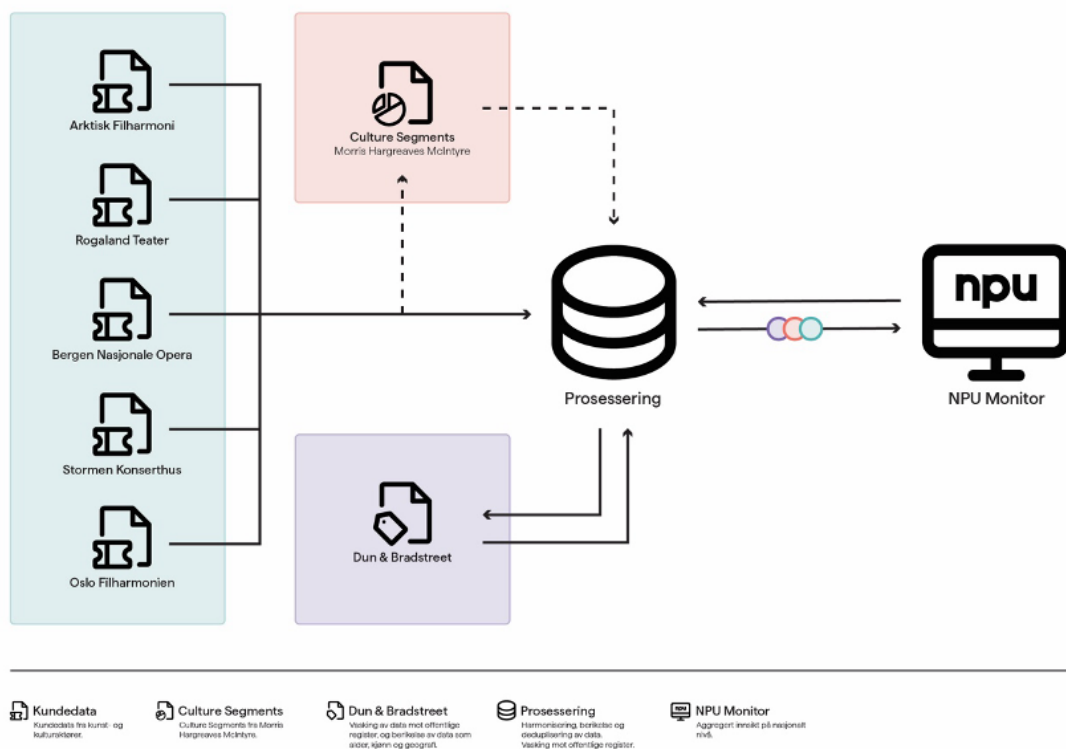 Arktisk Filharmoni
Rogaland Teater
Bergen Nasjonale Opera
Stormen Konserthus
Oslo Filharmonien
Culture Segments
Morris Hargreaves McIntyre
Dun & Bradstreet
Prosessering
npu
NPU Monitor
Kundedata
Kundedata fra kunst- og
kulturaktører.
Culture Segments
Culture Segments fra Morris
Hargreaves McIntyre.
Dun & Bradstreet
Vasking av data mot offentlige
register, og berikelse av data som
alder, kjønn og geografi.
Prosessering
Harmonisering, berikelse og
deduplisering av data.
Vasking mot offentlige register.
npu
NPU Monitor
Aggregert innsikt på nasjonalt
nivå.